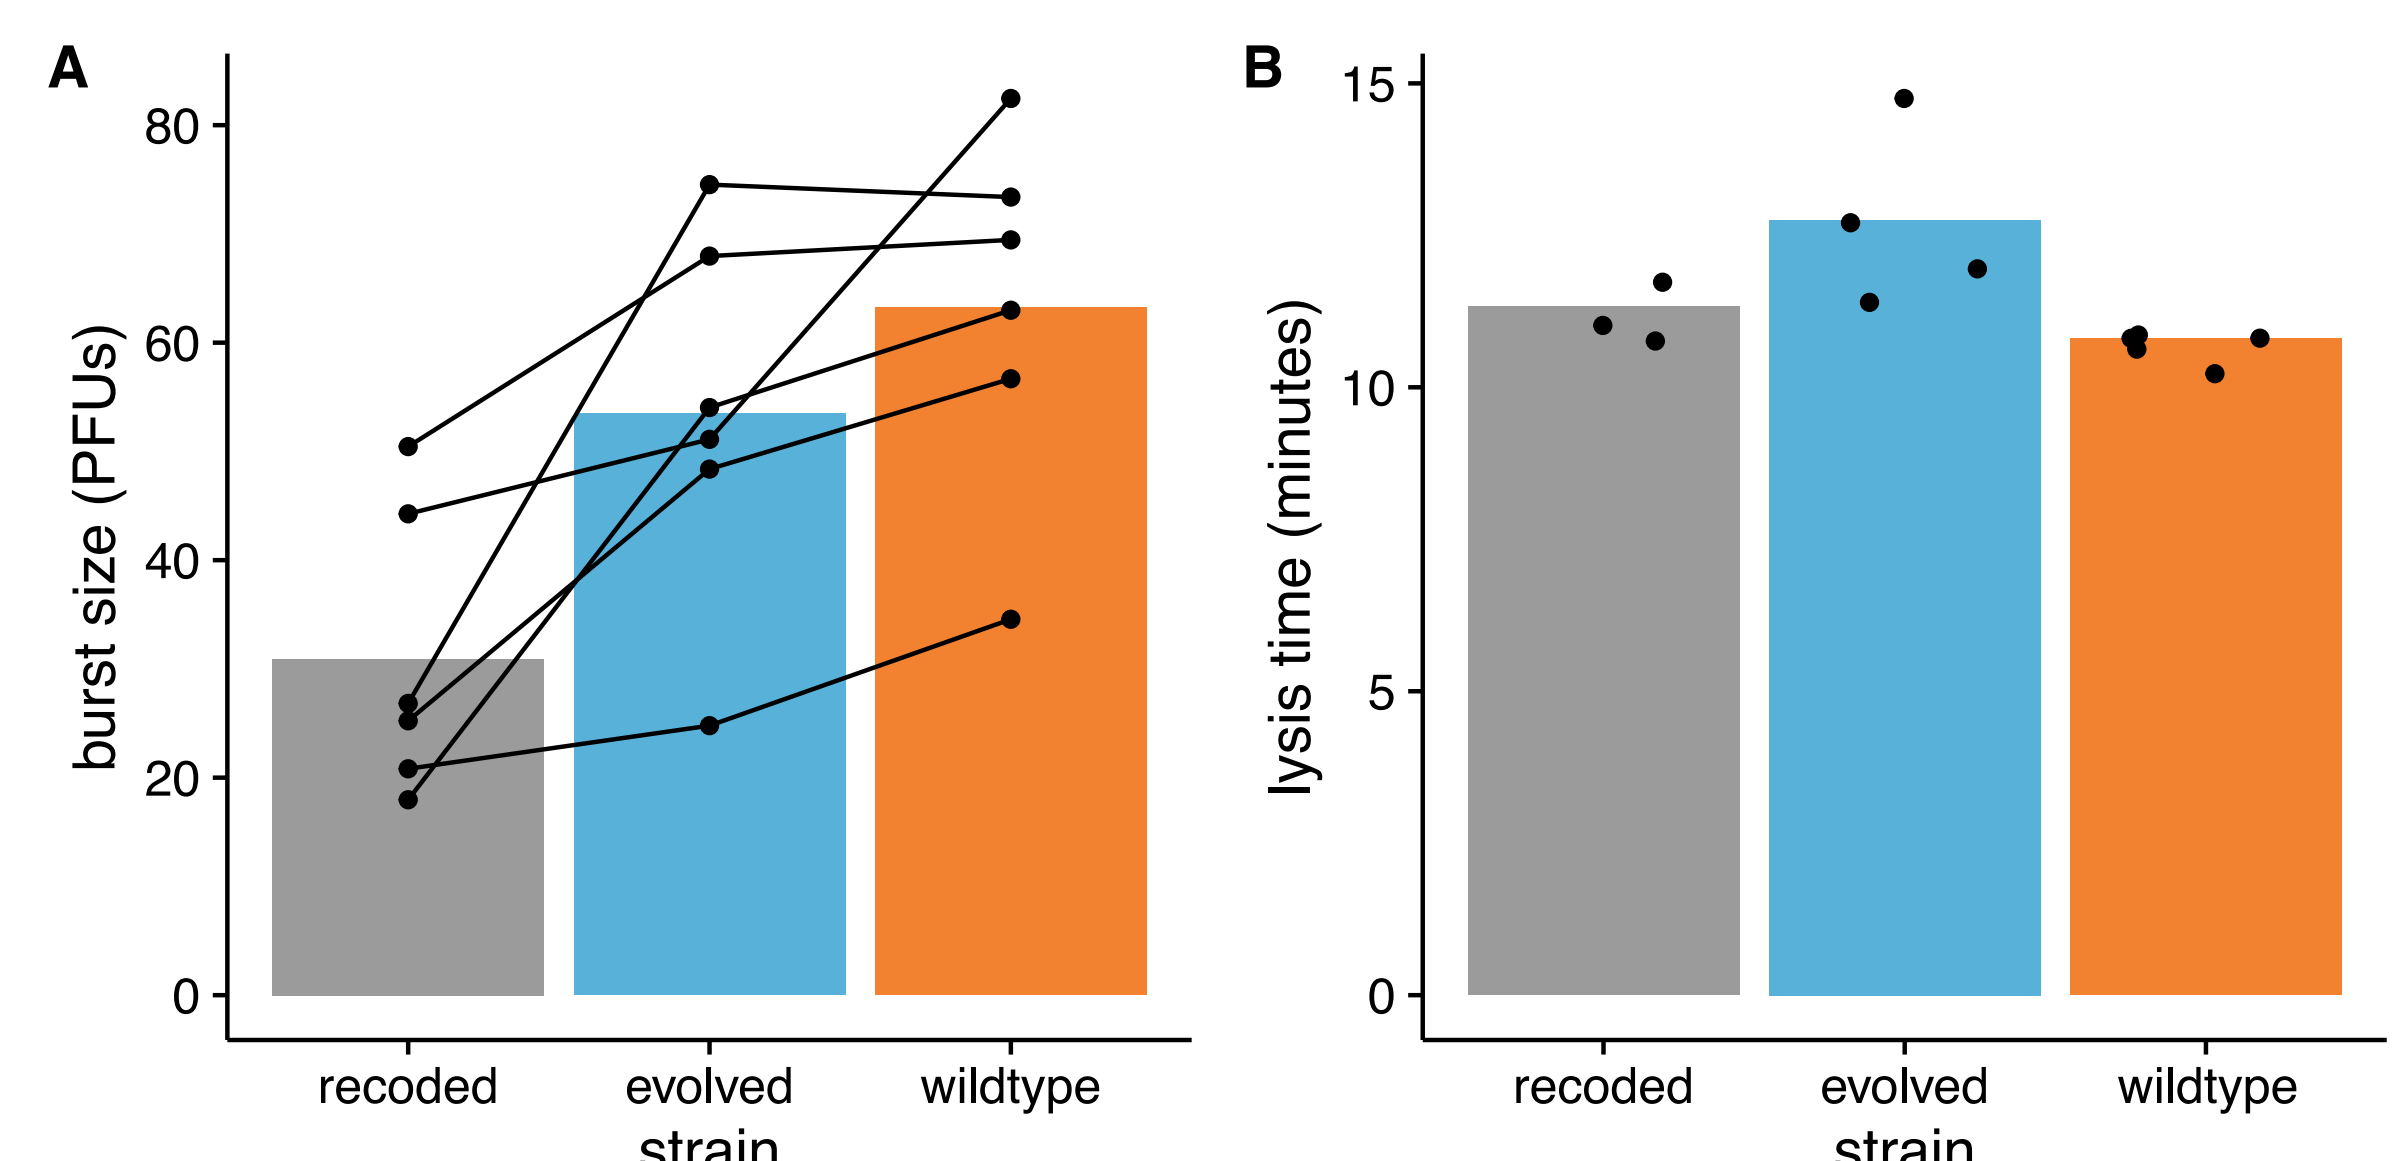 A
burst size (PFUs)
80
60
40
20
0
recoded evolved wildtype
strain
B
lysis time (minutes)
15
10
5
0
recoded evolved wildtype
strain